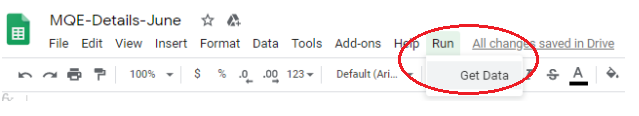 MQE-Details-June
File Edit View Insert Format Data Tools Add-ons Help Run All changes saved in Drive
100% $ % .0 .00 123 Default (Ari... S A
Get Data
fx